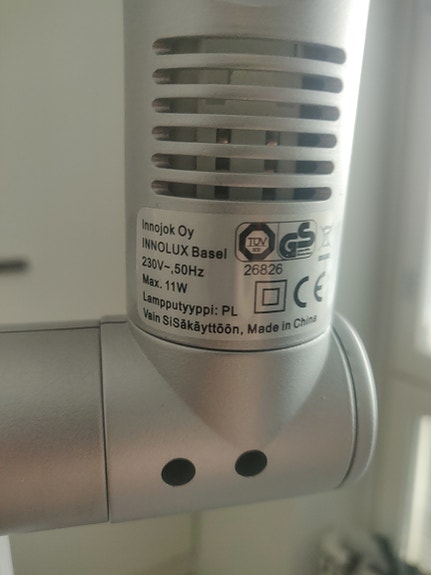 Innojok Oy
INNOLUX Basel
230V~,50Hz
Max. 11W
Lampputyyppi: PL
Vain SiSäkäyttöön, Made in China
TÜV
GS
26826
CE